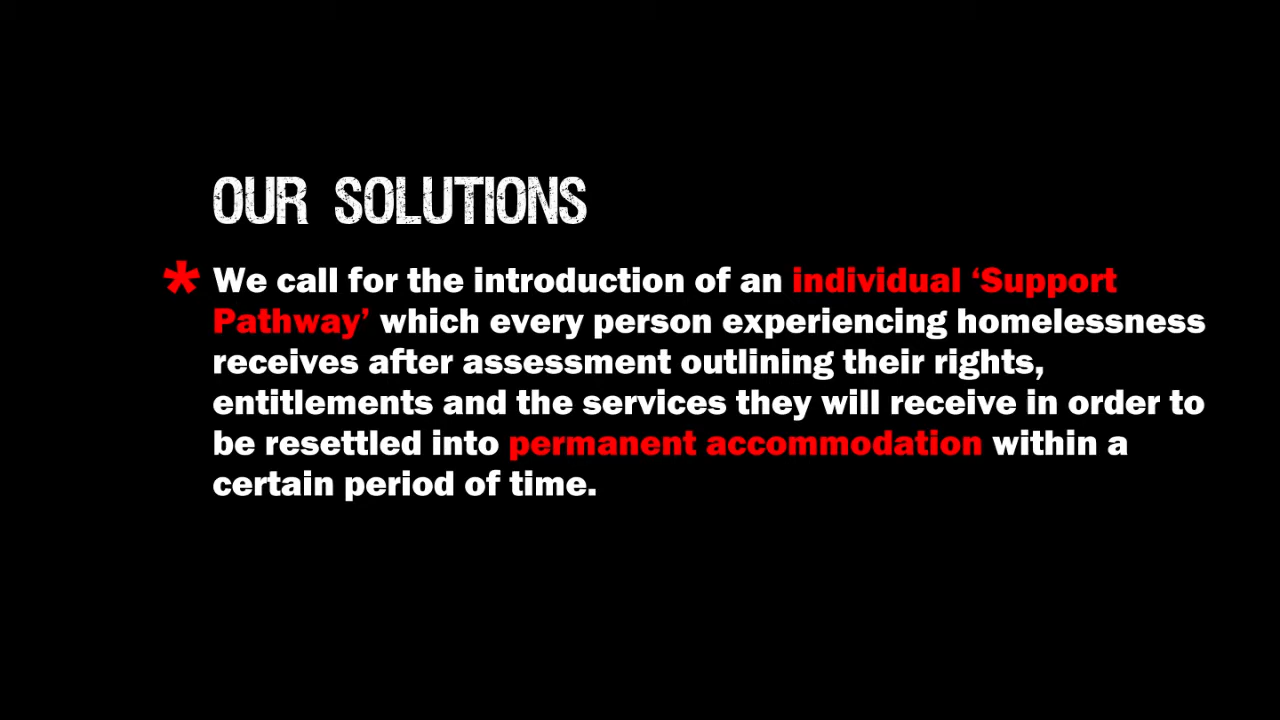 OUR SOLUTIONS
* We call for the introduction of an individual ‘Support
Pathway’ which every person experiencing homelessness
receives after assessment outlining their rights,
entitlements and the services they will receive in order to
be resettled into permanent accommodation within a
certain period of time.